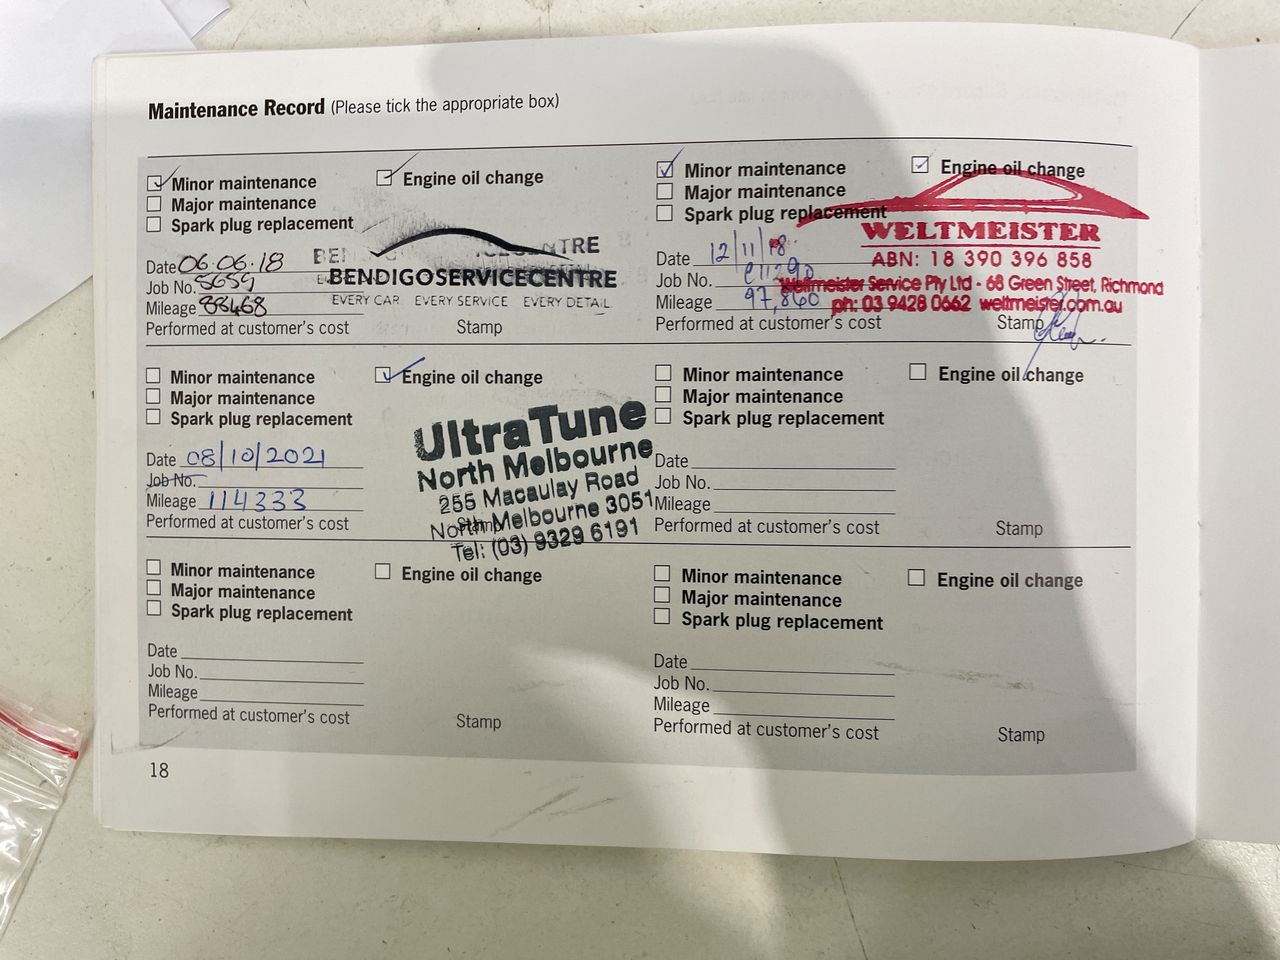 Maintenance Record (Please tick the appropriate box)
Minor maintenance
Engine oil change
Major maintenance
Spark plug replacement
Date 06.06.18
Job No.
Mileage 88468
Performed at customer's cost
Stamp
BENDIGOSERVICECENTRE
EVERY CAR EVERY SERVICE EVERY DETAIL
Minor maintenance
Engine oil change
Major maintenance
Spark plug replacement
Date 12/11/18
Job No.
Mileage 97,860
Performed at customer's cost
Stamp
WELTMEISTER
ABN: 18 390 396 858
Weltmeister Service Pty Ltd - 68 Green Street, Richmond
ph: 03 9428 0662 weltmeister.com.au
Minor maintenance
Engine oil change
Major maintenance
Spark plug replacement
Date 08/10/2021
Job No.
Mileage 114333
Performed at customer's cost
Stamp
UltraTune
North Melbourne
255 Macaulay Road
North Melbourne 3051
Tel: (03) 9329 6191
Minor maintenance
Engine oil change
Major maintenance
Spark plug replacement
Date
Job No.
Mileage
Performed at customer's cost
Stamp
Minor maintenance
Engine oil change
Major maintenance
Spark plug replacement
Date
Job No.
Mileage
Performed at customer's cost
Stamp
Minor maintenance
Engine oil change
Major maintenance
Spark plug replacement
Date
Job No.
Mileage
Performed at customer's cost
Stamp
18